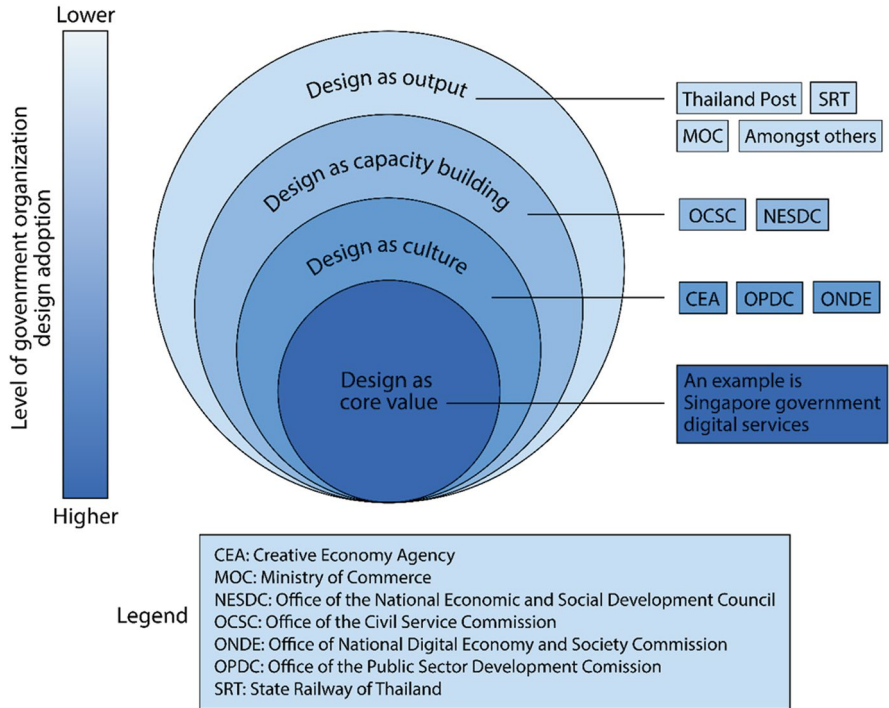 Lower
Level of govenrment organization
design adoption
Higher
Design as output
Design as capacity building
Design as culture
Design as
core value
Thailand Post
SRT
MOC
Amongst others
OCSC
NESDC
CEA
OPDC
ONDE
An example is
Singapore government
digital services
Legend
CEA: Creative Economy Agency
MOC: Ministry of Commerce
NESDC: Office of the National Economic and Social Development Council
OCSC: Office of the Civil Service Commission
ONDE: Office of National Digital Economy and Society Commission
OPDC: Office of the Public Sector Development Comission
SRT: State Railway of Thailand